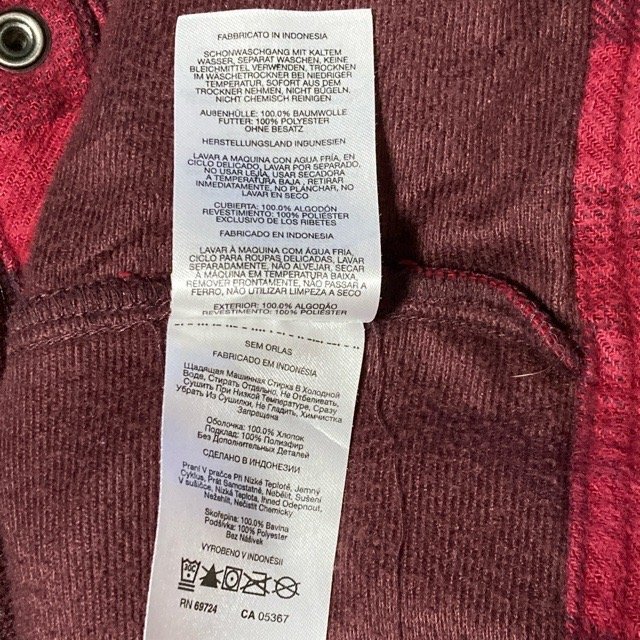 FABBRICATO IN INDONESIA
SCHONWASCHGANG MIT KALTEM
WASSER, SEPARAT WASCHEN, KEINE
BLEICHMITTEL VERWENDEN, TROCKNEN
IM WÄSCHETROCKNER BEI NIEDRIGER
TEMPERATUR, SOFORT AUS DEM
TROCKNER NEHMEN, NICHT BÜGELN,
NICHT CHEMISCH REINIGEN
AUßENHÜLLE: 100.0% BAUMWOLLE
FUTTER: 100% POLYESTER
OHNE BESATZ
HERSTELLUNGSLAND INDUNESIEN
LAVAR A MAQUINA CON AGUA FRÍA, EN
CICLO DELICADO, LAVAR POR SEPARADO,
NO USAR LEJÍA, USAR SECADORA
A TEMPERATURA BAJA , RETIRAR
INMEDIATAMENTE, NO PLANCHAR, NO
LAVAR EN SECO
CUBIERTA: 100.0% ALGODÓN
REVESTIMIENTO: 100% POLIÉSTER
EXCLUSIVO DE LOS RIBETES
FABRICADO EN INDONESIA
LAVAR À MAQUINA COM ÁGUA FRIA,
CICLO PARA ROUPAS DELICADAS, LAVAR
SEPARADAMENTE, NÃO ALVEJAR, SECAR
À MÁQUINA EM TEMPERATURA BAIXA,
REMOVER PRONTAMENTE, NÃO PASSAR A
FERRO, NÃO UTILIZAR LIMPEZA A SECO
EXTERIOR: 100.0% ALGODÃO
REVESTIMENTO: 100% POLIÉSTER
SEM ORLAS
FABRICADO EM INDONÉSIA
Щадящая Машинная Стирка В Холодной
Воде, Стирать Отдельно, Не Отбеливать,
Сушить При Низкой Температуре, Сразу
Убрать Из Сушилки, Не Гладить, Химчистка
Запрещена
Оболочка: 100.0% Хлопок
Подклад: 100% Полиэфир
Без Дополнительных Деталей
СДЕЛАНО В ИНДОНЕЗИИ
Praní V pračce Při Nízké Teplotě, Jemný
Cyklus, Prát Samostatně, Nebělit, Sušení
V sušičce, Nízké Teplota, Ihned Odepnout,
Nežehlit, Nečistit Chemicky
Skořepina: 100.0% Bavlna
Podšívka: 100% Polyester
Bez Nášivek
VYROBENO V INDONÉSII
30C
RN 69724 CA 05367